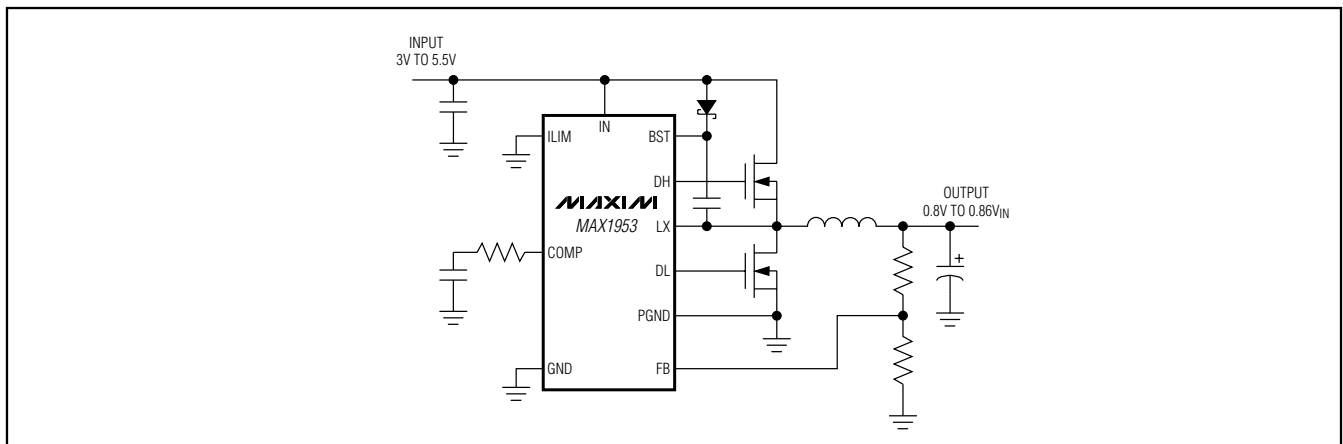 INPUT
3V TO 5.5V
IN
ILIM
BST
DH
MAXIM
MAX1953
LX
OUTPUT
0.8V TO 0.86VIN
COMP
DL
PGND
GND
FB
+